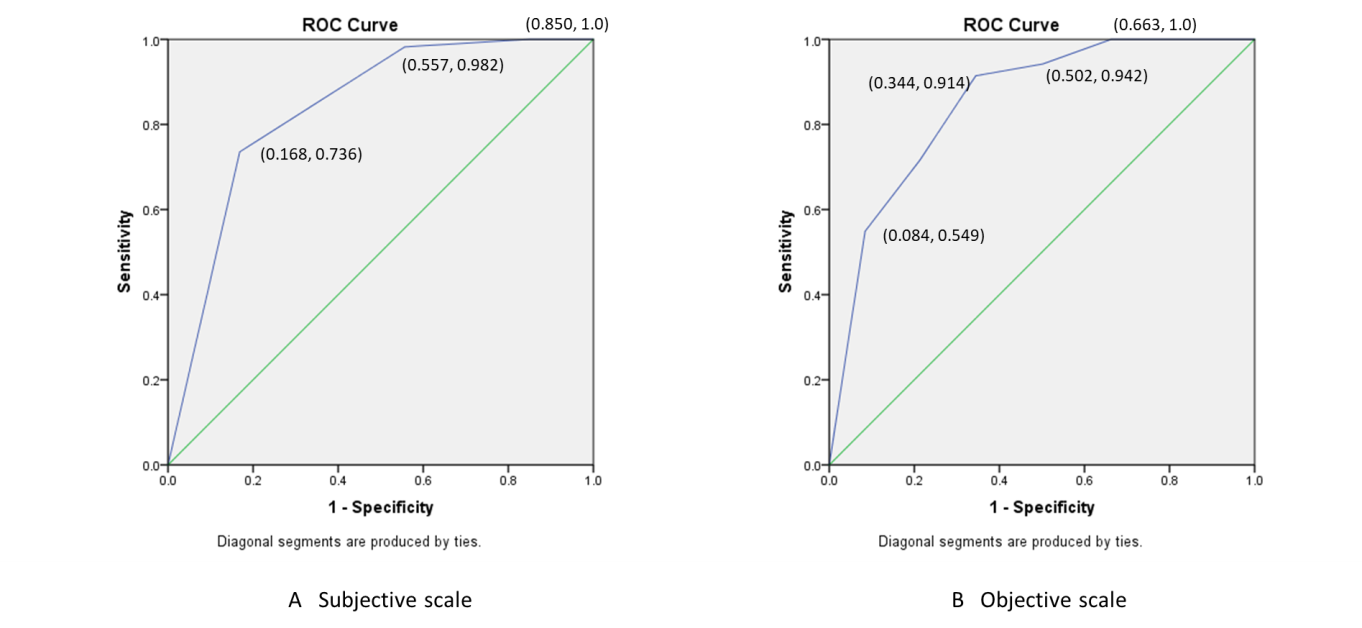 ROC Curve
(0.850, 1.0)
1.0
(0.557, 0.982)
0.8
(0.168, 0.736)
0.6
Sensitivity
0.4
0.2
0.0
0.0 0.2 0.4 0.6 0.8 1.0
1 - Specificity
Diagonal segments are produced by ties.
A Subjective scale
ROC Curve
(0.663, 1.0)
1.0
(0.344, 0.914)
(0.502, 0.942)
0.8
0.6
(0.084, 0.549)
Sensitivity
0.4
0.2
0.0
0.0 0.2 0.4 0.6 0.8 1.0
1 - Specificity
Diagonal segments are produced by ties.
B Objective scale